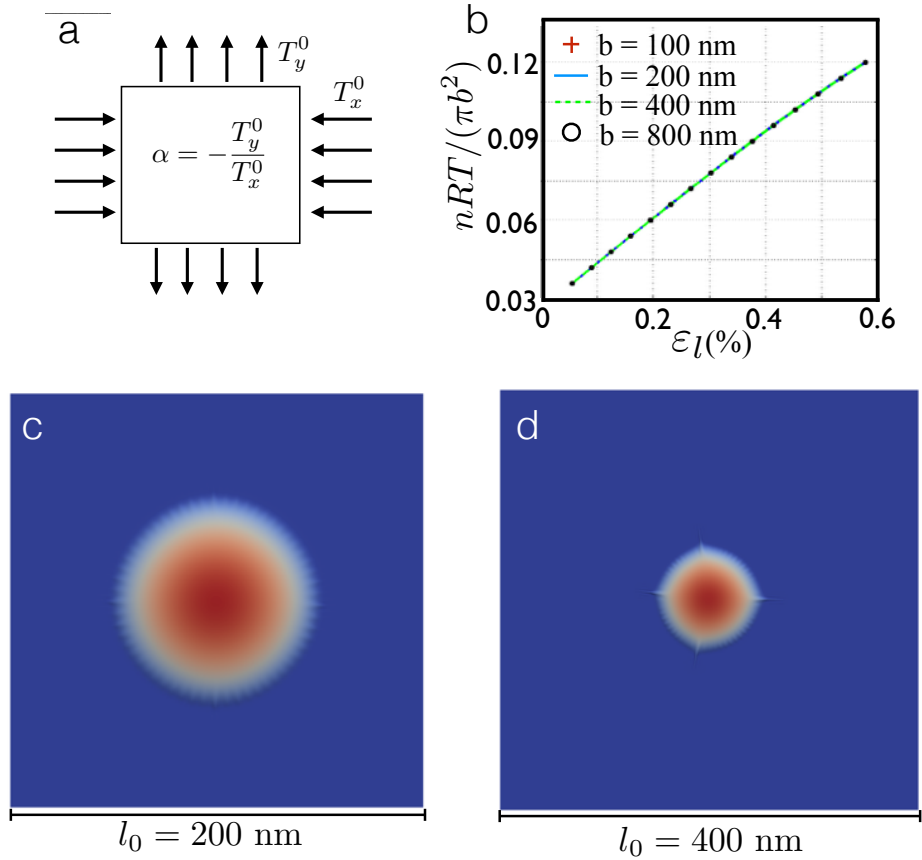 a
T_y^0
T_x^0
α = − T_y^0 / T_x^0
b
nRT/(πb²)
0.12
0.09
0.06
0.03
+ b = 100 nm
b = 200 nm
b = 400 nm
b = 800 nm
0 0.2 0.4 0.6
ε_l(%)
c
l₀ = 200 nm
d
l₀ = 400 nm